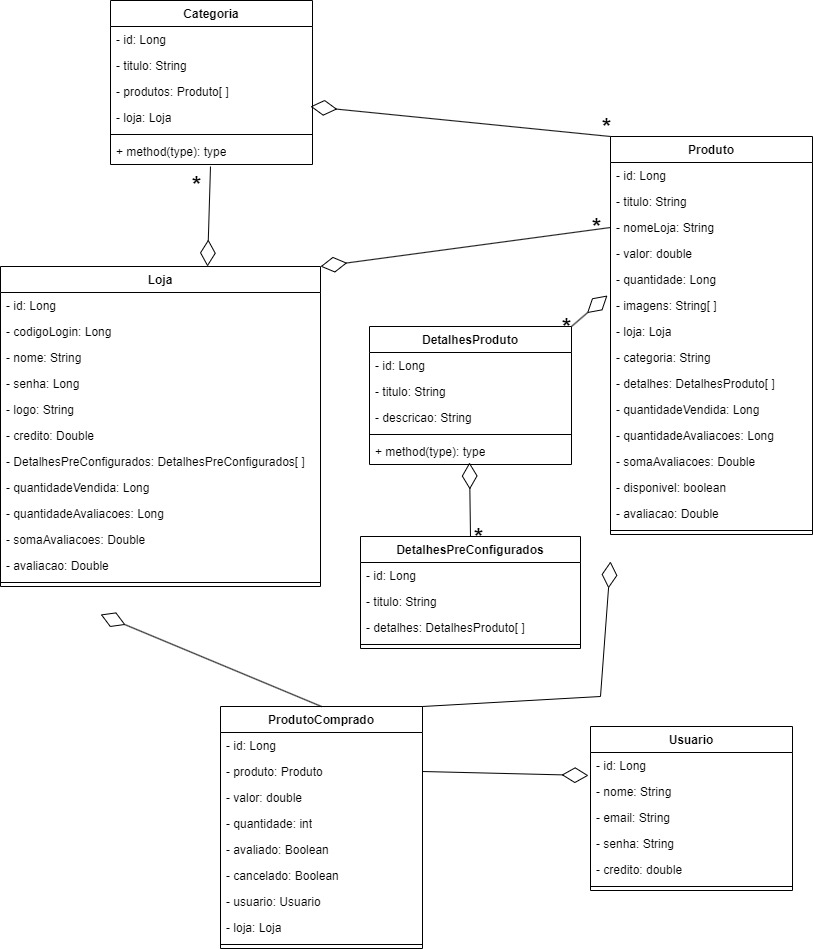 Categoria
- id: Long
- titulo: String
- produtos: Produto[ ]
- loja: Loja
+ method(type): type
*
*
Produto
- id: Long
- titulo: String
- nomeLoja: String
- valor: double
- quantidade: Long
- imagens: String[ ]
- loja: Loja
- categoria: String
- detalhes: DetalhesProduto[ ]
- quantidadeVendida: Long
- quantidadeAvaliacoes: Long
- somaAvaliacoes: Double
- disponivel: boolean
- avaliacao: Double
*
Loja
- id: Long
- codigoLogin: Long
- nome: String
- senha: Long
- logo: String
- credito: Double
- DetalhesPreConfigurados: DetalhesPreConfigurados[ ]
- quantidadeVendida: Long
- quantidadeAvaliacoes: Long
- somaAvaliacoes: Double
- avaliacao: Double
*
DetalhesProduto
- id: Long
- titulo: String
- descricao: String
+ method(type): type
*
DetalhesPreConfigurados
- id: Long
- titulo: String
- detalhes: DetalhesProduto[ ]
ProdutoComprado
- id: Long
- produto: Produto
- valor: double
- quantidade: int
- avaliado: Boolean
- cancelado: Boolean
- usuario: Usuario
- loja: Loja
Usuario
- id: Long
- nome: String
- email: String
- senha: String
- credito: double